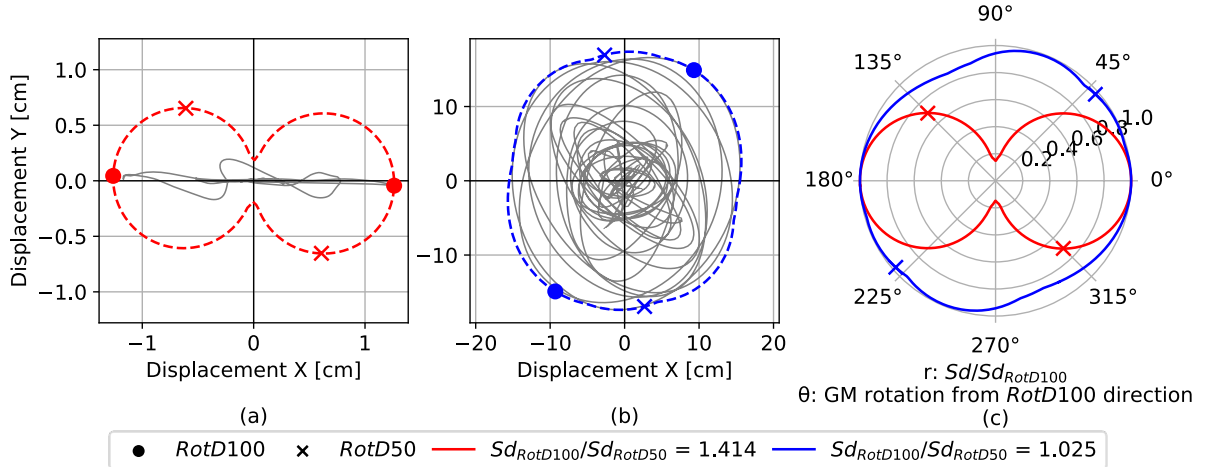 Displacement Y [cm]
1.0
0.5
0.0
−0.5
−1.0
−1
0
1
Displacement X [cm]
(a)
10
0
−10
−20
−10
0
10
20
Displacement X [cm]
(b)
90°
135°
45°
180°
0°
225°
315°
270°
0.2
0.4
0.6
0.8
1.0
r: Sd/Sd_RotD100
θ: GM rotation from RotD100 direction
(c)
RotD100
RotD50
Sd_RotD100/Sd_RotD50 = 1.414
Sd_RotD100/Sd_RotD50 = 1.025